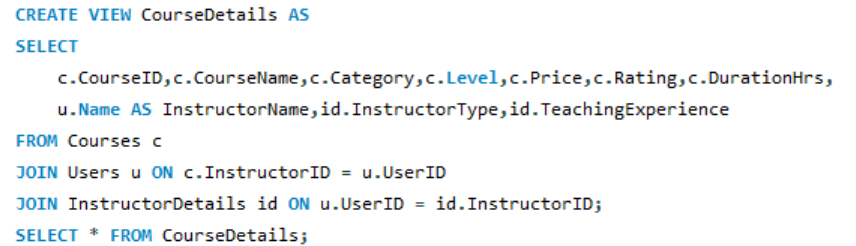 CREATE VIEW CourseDetails AS
SELECT
c.CourseID,c.CourseName,c.Category,c.Level,c.Price,c.Rating,c.DurationHrs,
u.Name AS InstructorName,id.InstructorType,id.TeachingExperience
FROM Courses c
JOIN Users u ON c.InstructorID = u.UserID
JOIN InstructorDetails id ON u.UserID = id.InstructorID;
SELECT * FROM CourseDetails;